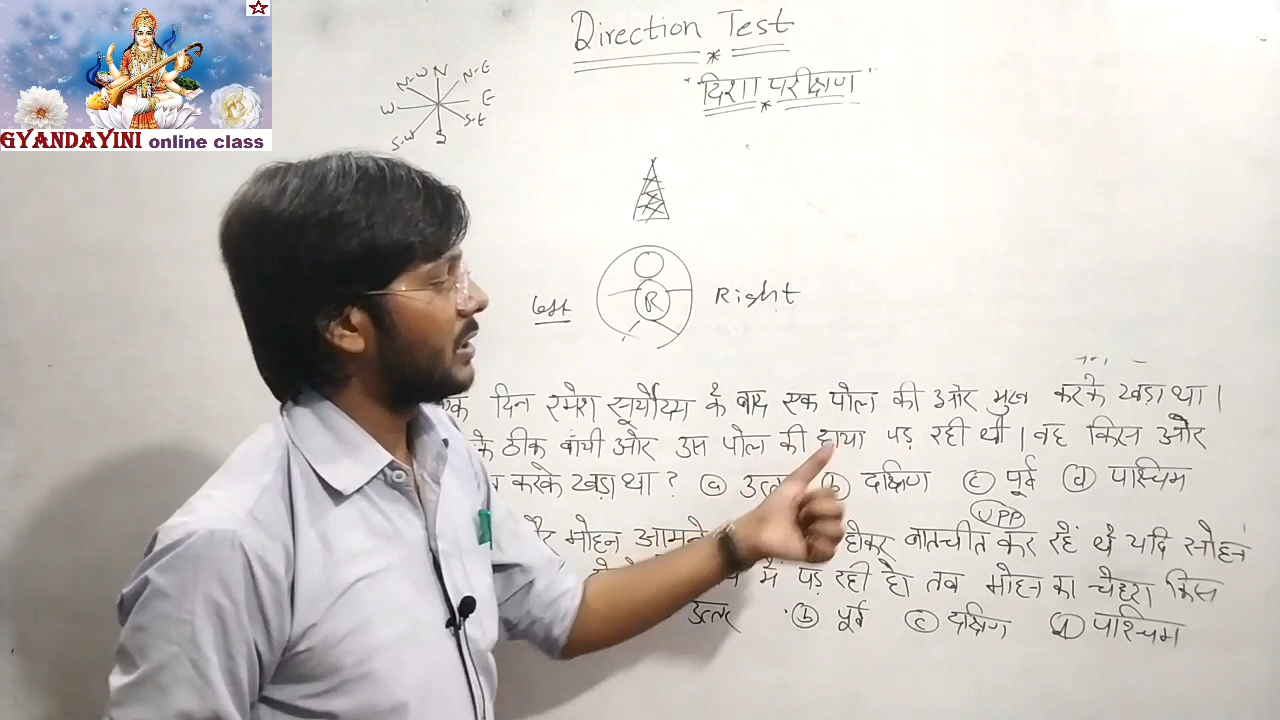 GYANDAYINI online class
Direction Test
"दिशा परीक्षण"
N-W N N-E
W E
S-W S S-E
Left R Right
एक दिन रमेश सूर्योदय के बाद एक पोल की ओर मुख करके खड़ा था।
के ठीक बांयी ओर उस पोल की छाया पड़ रही थी। वह किस ओर
करके खड़ा था? (a) उत्तर (b) दक्षिण (c) पूर्व (d) पश्चिम
UPP
मोहन होकर बातचीत कर रहें थे यदि सोहन
में पड़ रही हो तब मोहन का चेहरा किस
उत्तर (b) पूर्व (c) दक्षिण (d) पश्चिम